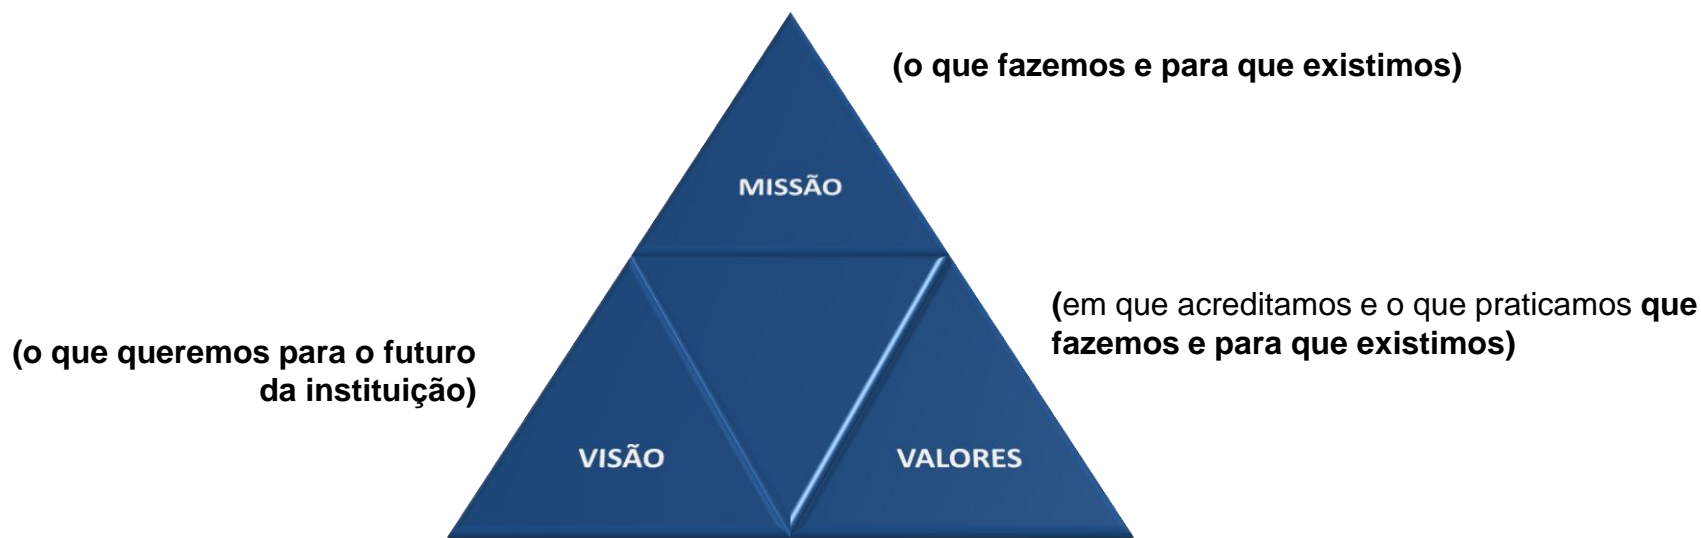 (o que fazemos e para que existimos)
MISSÃO
(em que acreditamos e o que praticamos que
fazemos e para que existimos)
(o que queremos para o futuro
da instituição)
VISÃO
VALORES